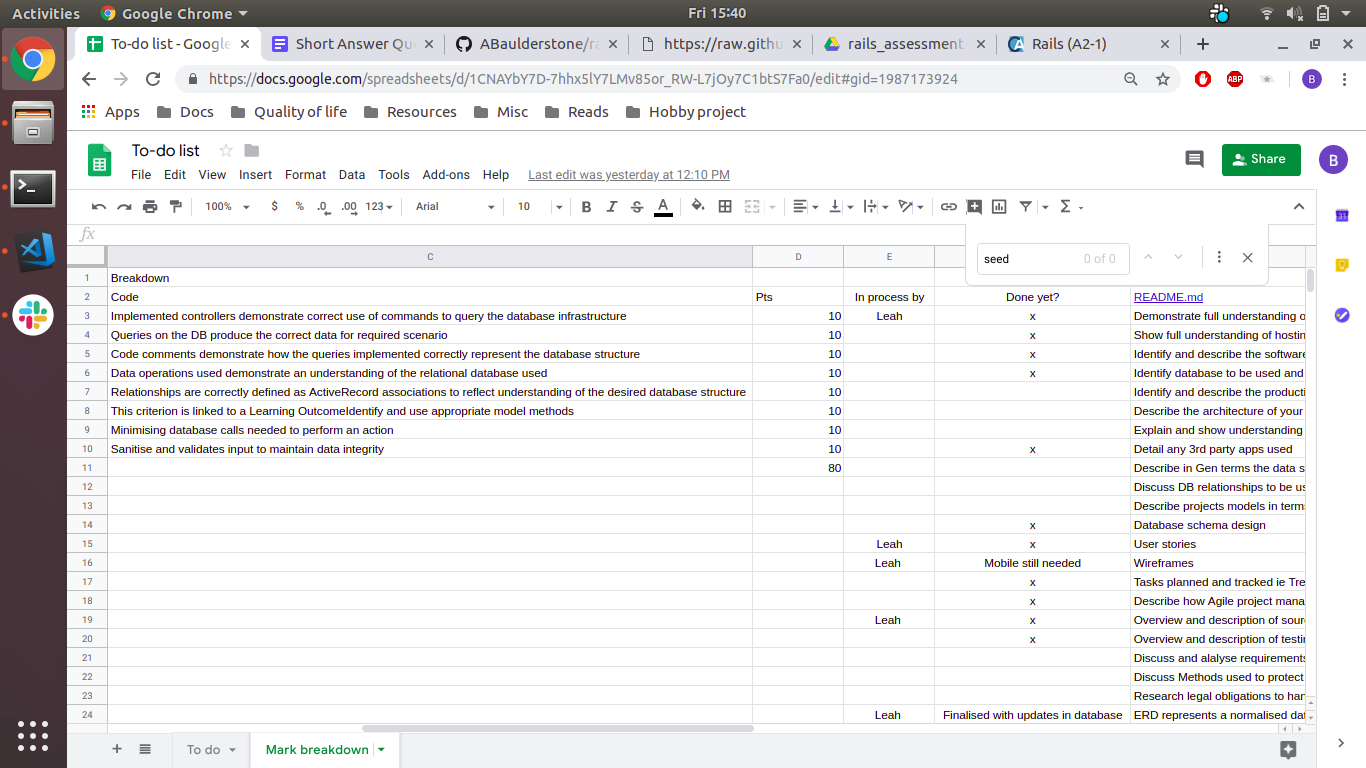 Activities Google Chrome Fri 15:40
To-do list - Google Short Answer Qu ABaulderstone/ra https://raw.githu rails_assessment Rails (A2-1)
https://docs.google.com/spreadsheets/d/1CNAYbY7D-7hhx5lY7LMv85or_RW-L7jOy7C1btS7Fa0/edit#gid=1987173924 ABP B
Apps Docs Quality of life Resources Misc Reads Hobby project
To-do list Share B
File Edit View Insert Format Data Tools Add-ons Help Last edit was yesterday at 12:10 PM
100% $ % .0 .00 123 Arial 10 B I S A Σ
fx
seed 0 of 0
C D E
1 Breakdown
2 Code Pts In process by Done yet? README.md
3 Implemented controllers demonstrate correct use of commands to query the database infrastructure 10 Leah x Demonstrate full understanding o
4 Queries on the DB produce the correct data for required scenario 10 x Show full understanding of hostin
5 Code comments demonstrate how the queries implemented correctly represent the database structure 10 x Identify and describe the software
6 Data operations used demonstrate an understanding of the relational database used 10 x Identify database to be used and
7 Relationships are correctly defined as ActiveRecord associations to reflect understanding of the desired database structure 10 Identify and describe the producti
8 This criterion is linked to a Learning OutcomeIdentify and use appropriate model methods 10 Describe the architecture of your
9 Minimising database calls needed to perform an action 10 Explain and show understanding
10 Sanitise and validates input to maintain data integrity 10 x Detail any 3rd party apps used
11 80 Describe in Gen terms the data s
12 Discuss DB relationships to be us
13 Describe projects models in terms
14 x Database schema design
15 Leah x User stories
16 Leah Mobile still needed Wireframes
17 x Tasks planned and tracked ie Tre
18 x Describe how Agile project mana
19 Leah x Overview and description of sour
20 x Overview and description of testin
21 Discuss and alalyse requirements
22 Discuss Methods used to protect
23 Research legal obligations to han
24 Leah Finalised with updates in database ERD represents a normalised dat
To do Mark breakdown